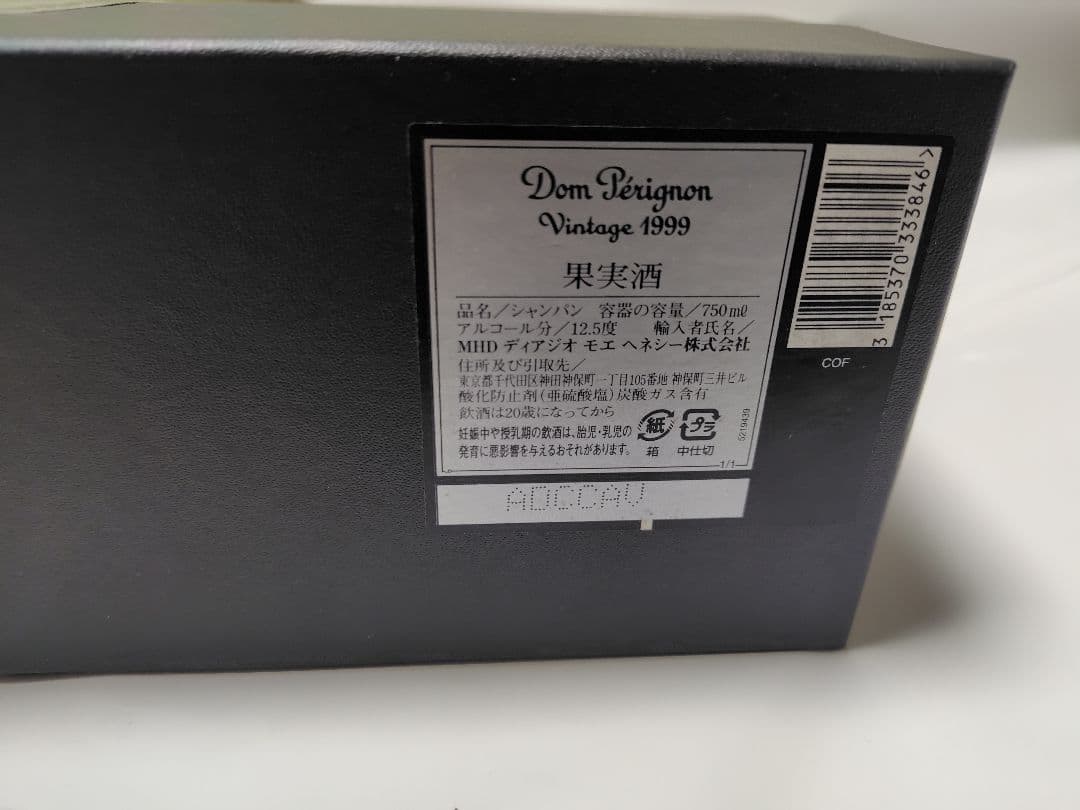 Dom Pérignon
Vintage 1999
果実酒
品名/シャンパン 容器の容量/750mℓ
アルコール分/12.5度 輸入者氏名/
MHD ディアジオ モエ ヘネシー株式会社
住所及び引取先/
東京都千代田区神田神保町一丁目105番地 神保町三井ビル
酸化防止剤(亜硫酸塩)炭酸ガス含有
飲酒は20歳になってから
妊娠中や授乳期の飲酒は、胎児・乳児の
発育に悪影響を与えるおそれがあります。
紙
箱
プラ
中仕切
5219439
1/1
ADCCAV
3 185370 333846 >
COF